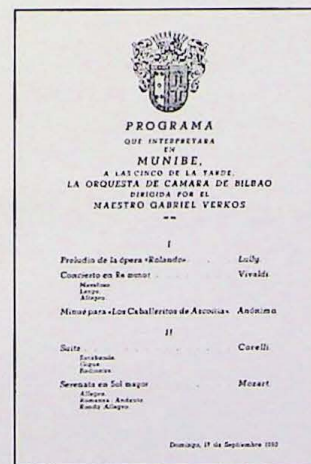 PROGRAMA
QUE INTERPRETARA
EN
MUNIBE,
A LAS CINCO DE LA TARDE,
LA ORQUESTA DE CAMARA DE BILBAO
DIRIGIDA POR EL
MAESTRO GABRIEL VERKOS
I
Preludio de la ópera «Rolando» . Lully.
Concierto en Re menor . Vivaldi
Largo.
Allegro.
Minué para «Los Caballeritos de Azcoitia» Anónimo
II
Suite . Corelli
Sarabanda.
Giga.
Badinerie.
Serenata en Sol mayor . Mozart.
Allegro.
Romanza: Andante
Rondo Allegro.
Domingo, 17 de Septiembre